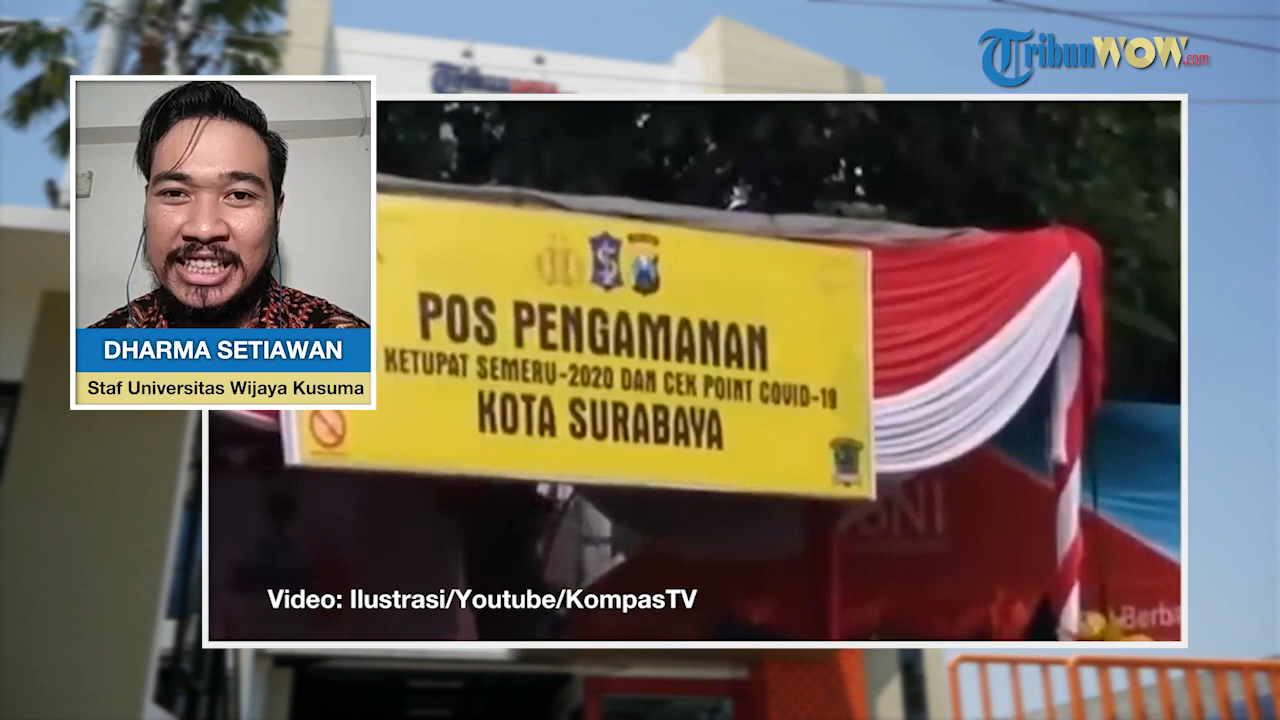 TribunWOW.com
DHARMA SETIAWAN
Staf Universitas Wijaya Kusuma
POS PENGAMANAN
KETUPAT SEMERU-2020 DAN CEK POINT COVID-19
KOTA SURABAYA
BNI
Video: Ilustrasi/Youtube/KompasTV